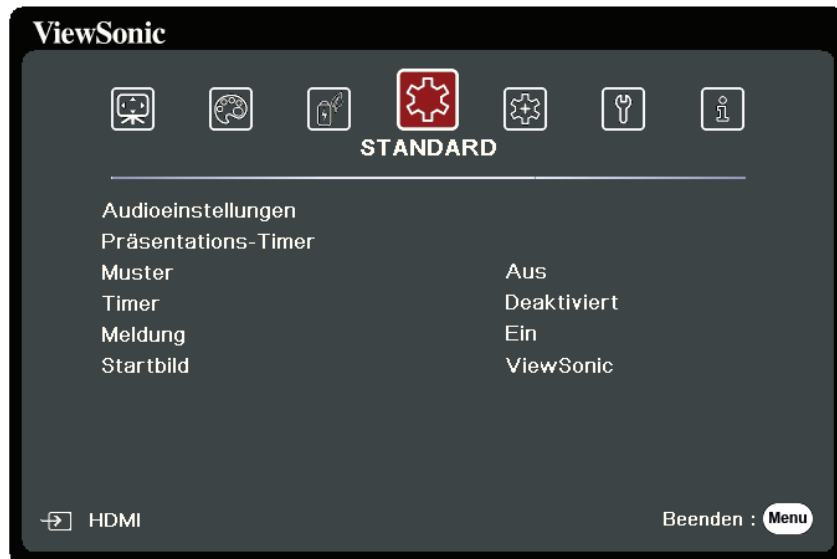 ViewSonic
STANDARD
Audioeinstellungen
Präsentations-Timer
Muster Aus
Timer Deaktiviert
Meldung Ein
Startbild ViewSonic
HDMI Beenden : Menu